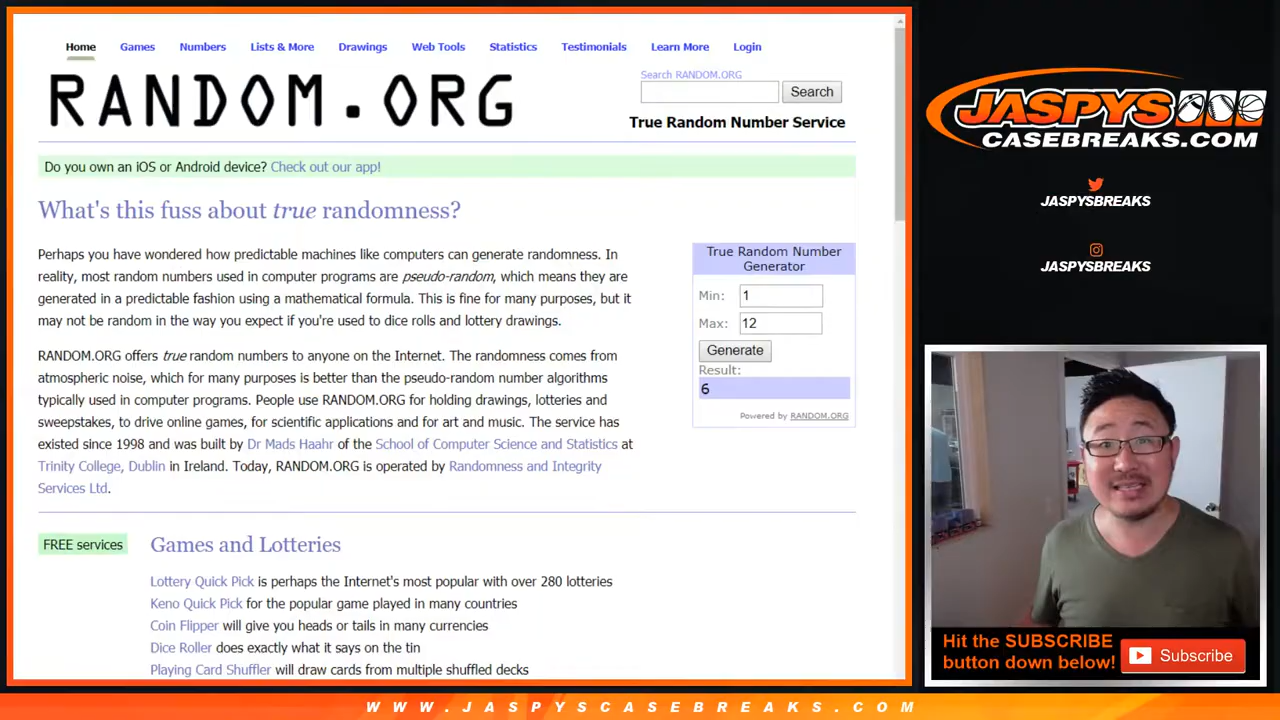 Home Games Numbers Lists & More Drawings Web Tools Statistics Testimonials Learn More Login
RANDOM.ORG
Search RANDOM.ORG
Search
True Random Number Service
Do you own an iOS or Android device? Check out our app!
What's this fuss about true randomness?
Perhaps you have wondered how predictable machines like computers can generate randomness. In
reality, most random numbers used in computer programs are pseudo-random, which means they are
generated in a predictable fashion using a mathematical formula. This is fine for many purposes, but it
may not be random in the way you expect if you're used to dice rolls and lottery drawings.
RANDOM.ORG offers true random numbers to anyone on the Internet. The randomness comes from
atmospheric noise, which for many purposes is better than the pseudo-random number algorithms
typically used in computer programs. People use RANDOM.ORG for holding drawings, lotteries and
sweepstakes, to drive online games, for scientific applications and for art and music. The service has
existed since 1998 and was built by Dr Mads Haahr of the School of Computer Science and Statistics at
Trinity College, Dublin in Ireland. Today, RANDOM.ORG is operated by Randomness and Integrity
Services Ltd.
True Random Number
Generator
Min: 1
Max: 12
Generate
Result:
6
Powered by RANDOM.ORG
FREE services
Games and Lotteries
Lottery Quick Pick is perhaps the Internet's most popular with over 280 lotteries
Keno Quick Pick for the popular game played in many countries
Coin Flipper will give you heads or tails in many currencies
Dice Roller does exactly what it says on the tin
Playing Card Shuffler will draw cards from multiple shuffled decks
JASPYS
CASEBREAKS.COM
JASPYSBREAKS
JASPYSBREAKS
Hit the SUBSCRIBE
button down below!
Subscribe
WWW.JASPYSCASEBREAKS.COM